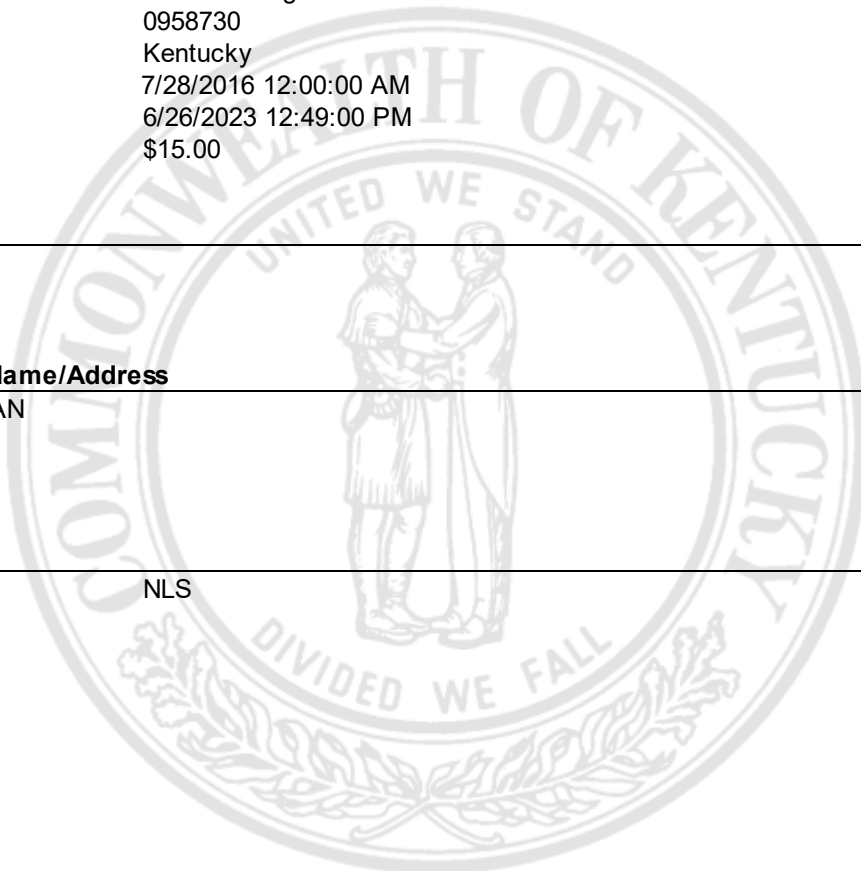 0958730
Kentucky
7/28/2016 12:00:00 AM
6/26/2023 12:49:00 PM
$15.00
COMMONWEALTH OF KENTUCKY
UNITED WE STAND
ame/Address
AN
NLS
DIVIDED WE FALL